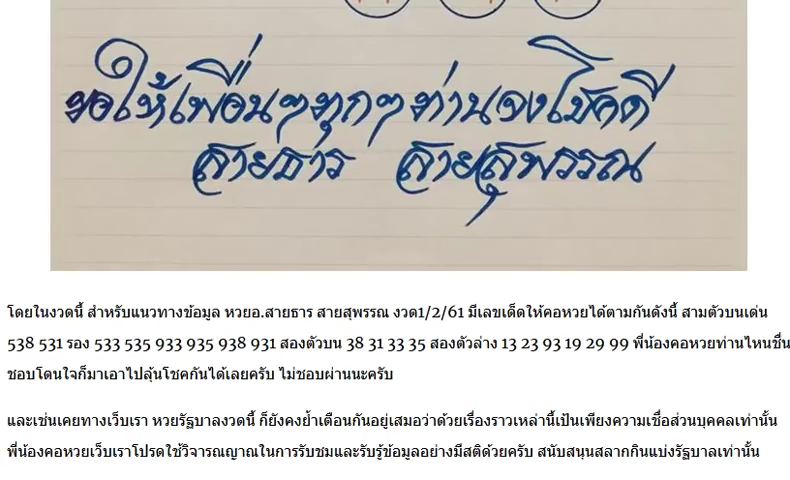 ขอให้เพื่อนๆทุกๆท่านจงโชคดี
สายธาร สายสุพรรณ
โดยในงวดนี้ สำหรับแนวทางข้อมูล หวยอ.สายธาร สายสุพรรณ งวด1/2/61 มีเลขเด็ดให้คอหวยได้ตามกันดังนี้ สามตัวบนเด่น
538 531 รอง 533 535 933 935 938 931 สองตัวบน 38 31 33 35 สองตัวล่าง 13 23 93 19 29 99 พี่น้องคอหวยท่านไหนชื่น
ชอบโดนใจก็มาเอาไปลุ้นโชคกันได้เลยครับ ไม่ชอบผ่านนะครับ
และเช่นเคยทางเว็บเรา หวยรัฐบาลงวดนี้ ก็ยังคงย้ำเตือนกันอยู่เสมอว่าด้วยเรื่องราวเหล่านี้เป็นเพียงความเชื่อส่วนบุคคลเท่านั้น
พี่น้องคอหวยเว็บเราโปรดใช้วิจารณญาณในการรับชมและรับรู้ข้อมูลอย่างมีสติด้วยครับ สนับสนุนสลากกินแบ่งรัฐบาลเท่านั้น